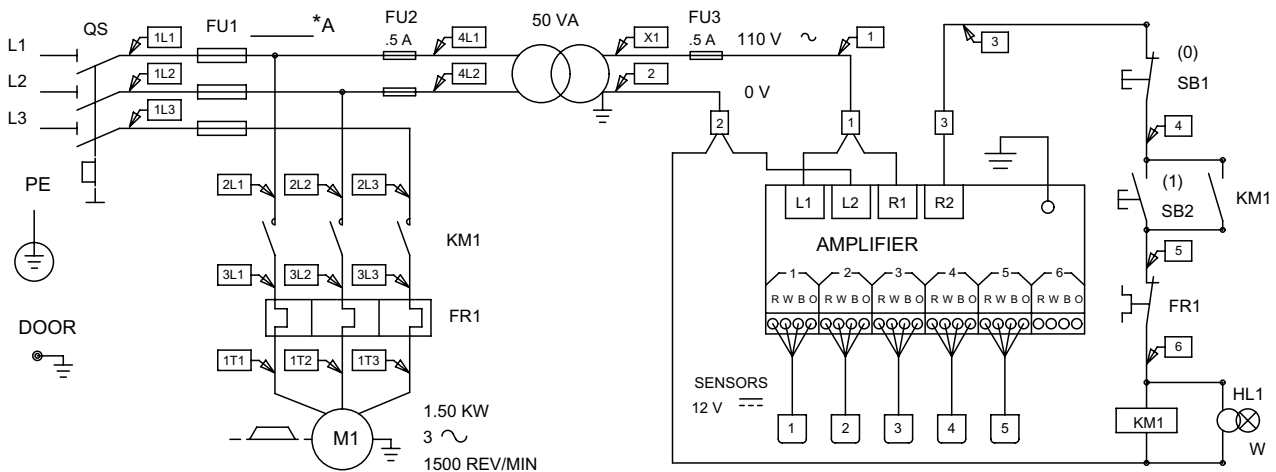 QS
FU1
*A
FU2
.5 A
50 VA
FU3
.5 A
110 V
0 V
L1
L2
L3
1L1
1L2
1L3
4L1
4L2
X1
2
1
3
(0)
SB1
4
2
1
3
PE
2L1
2L2
2L3
KM1
L1
L2
R1
R2
AMPLIFIER
(1)
SB2
KM1
5
3L1
3L2
3L3
1 2 3 4 5 6
R W B O R W B O R W B O R W B O R W B O R W B O
FR1
FR1
DOOR
1T1
1T2
1T3
6
SENSORS
12 V
1 2 3 4 5
M1
1.50 KW
3
1500 REV/MIN
KM1
HL1
W